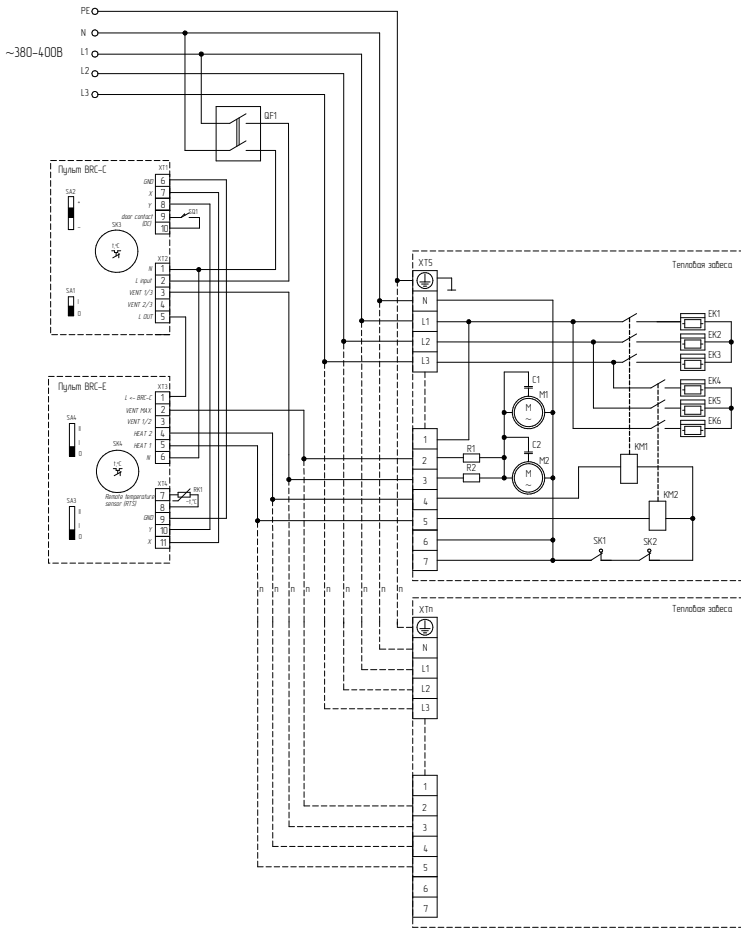 PE
N
~380-400В
L1
L2
L3
QF1
Пульт BRC-C
XT1
SA2
+
-
GND 6
X 7
Y 8
door contact (DC) 9
10
SQ1
SK3
t,°C
XT2
N 1
L input 2
VENT 1/3 3
VENT 2/3 4
L OUT 5
SA1
I
0
Пульт BRC-E
XT3
SA4
II
I
0
L <- BRC-C 1
VENT MAX 2
VENT 1/2 3
HEAT 2 4
HEAT 1 5
N 6
SK4
t,°C
XT4
Remote temperature sensor (RTS)
7
8
RK1
-t,°C
GND 9
Y 10
X 11
SA3
II
I
0
n n n n n n n n n
XT5
Тепловая завеса
N
L1
L2
L3
1
2
3
4
5
6
7
C1
M1
M
~
C2
M2
M
~
R1
R2
EK1
EK2
EK3
EK4
EK5
EK6
KM1
KM2
SK1
SK2
XTn
Тепловая завеса
N
L1
L2
L3
1
2
3
4
5
6
7